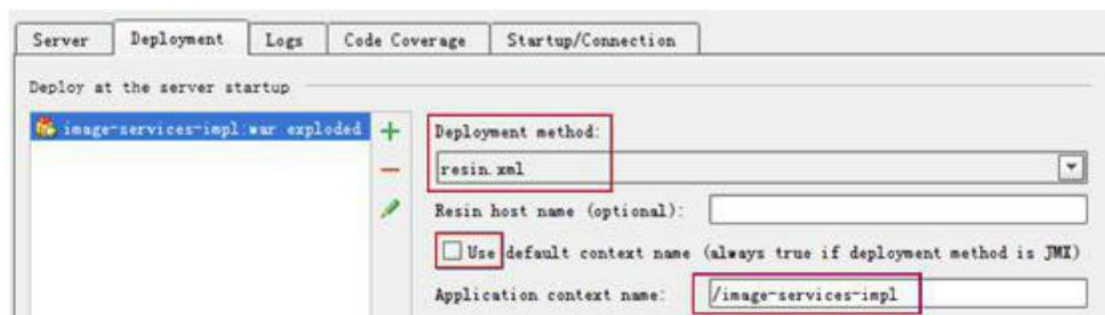 Server Deployment Logs Code Coverage Startup/Connection
Deploy at the server startup
image-services-impl:war exploded
Deployment method:
resin.xml
Resin host name (optional):
Use default context name (always true if deployment method is JMX)
Application context name: /image-services-impl